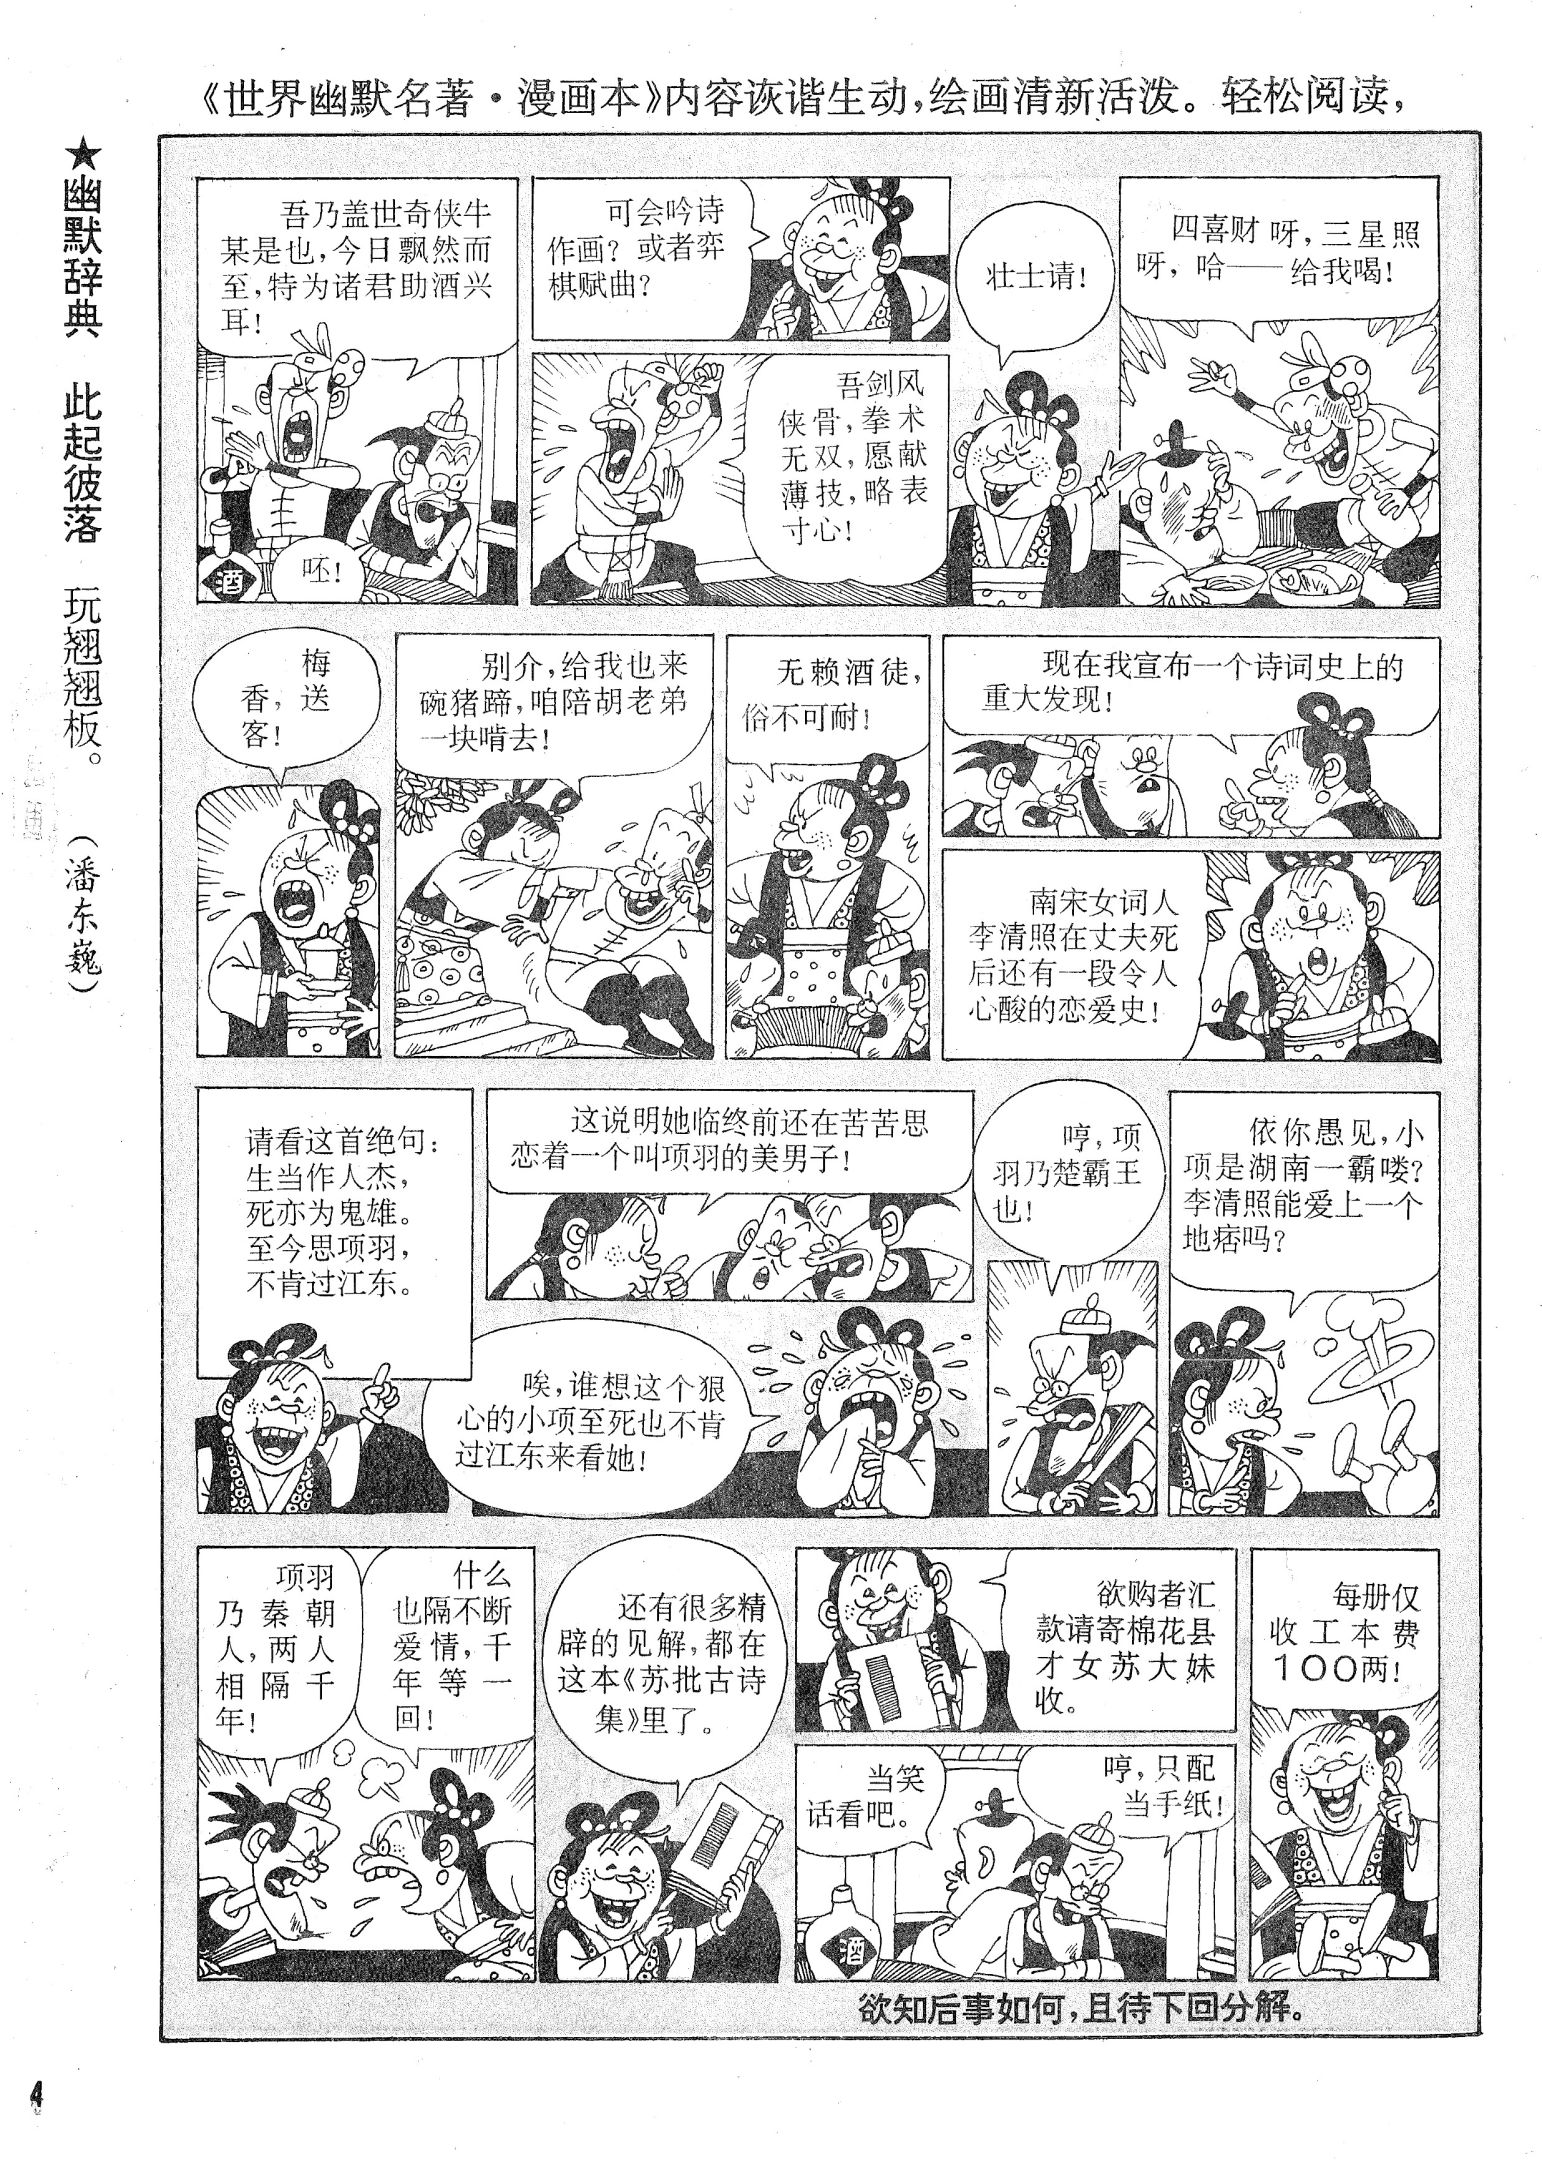 《世界幽默名著·漫画本》内容诙谐生动，绘画清新活泼。轻松阅读，
★幽默辞典 此起彼落 玩翘翘板。 （潘东巍）
吾乃盖世奇侠牛
某是也，今日飘然而
至，特为诸君助酒兴
耳！
呸！
酒
可会吟诗
作画？或者弈
棋赋曲？
吾剑风
侠骨，拳术
无双，愿献
薄技，略表
寸心！
壮士请！
四喜财呀，三星照
呀，哈——给我喝！
梅
香，送
客！
别介，给我也来
碗猪蹄，咱陪胡老弟
一块啃去！
无赖酒徒，
俗不可耐！
现在我宣布一个诗词史上的
重大发现！
南宋女词人
李清照在丈夫死
后还有一段令人
心酸的恋爱史！
请看这首绝句：
生当作人杰，
死亦为鬼雄。
至今思项羽，
不肯过江东。
这说明她临终前还在苦苦思
恋着一个叫项羽的美男子！
唉，谁想这个狠
心的小项至死也不肯
过江东来看她！
哼，项
羽乃楚霸王
也！
依你愚见，小
项是湖南一霸喽？
李清照能爱上一个
地痞吗？
项羽
乃秦朝
人，两人
相隔千
年！
什么
也隔不断
爱情，千
年等一
回！
还有很多精
辟的见解，都在
这本《苏批古诗
集》里了。
欲购者汇
款请寄棉花县
才女苏大妹
收。
当笑
话看吧。
哼，只配
当手纸！
酒
每册仅
收工本费
100两！
欲知后事如何，且待下回分解。
4